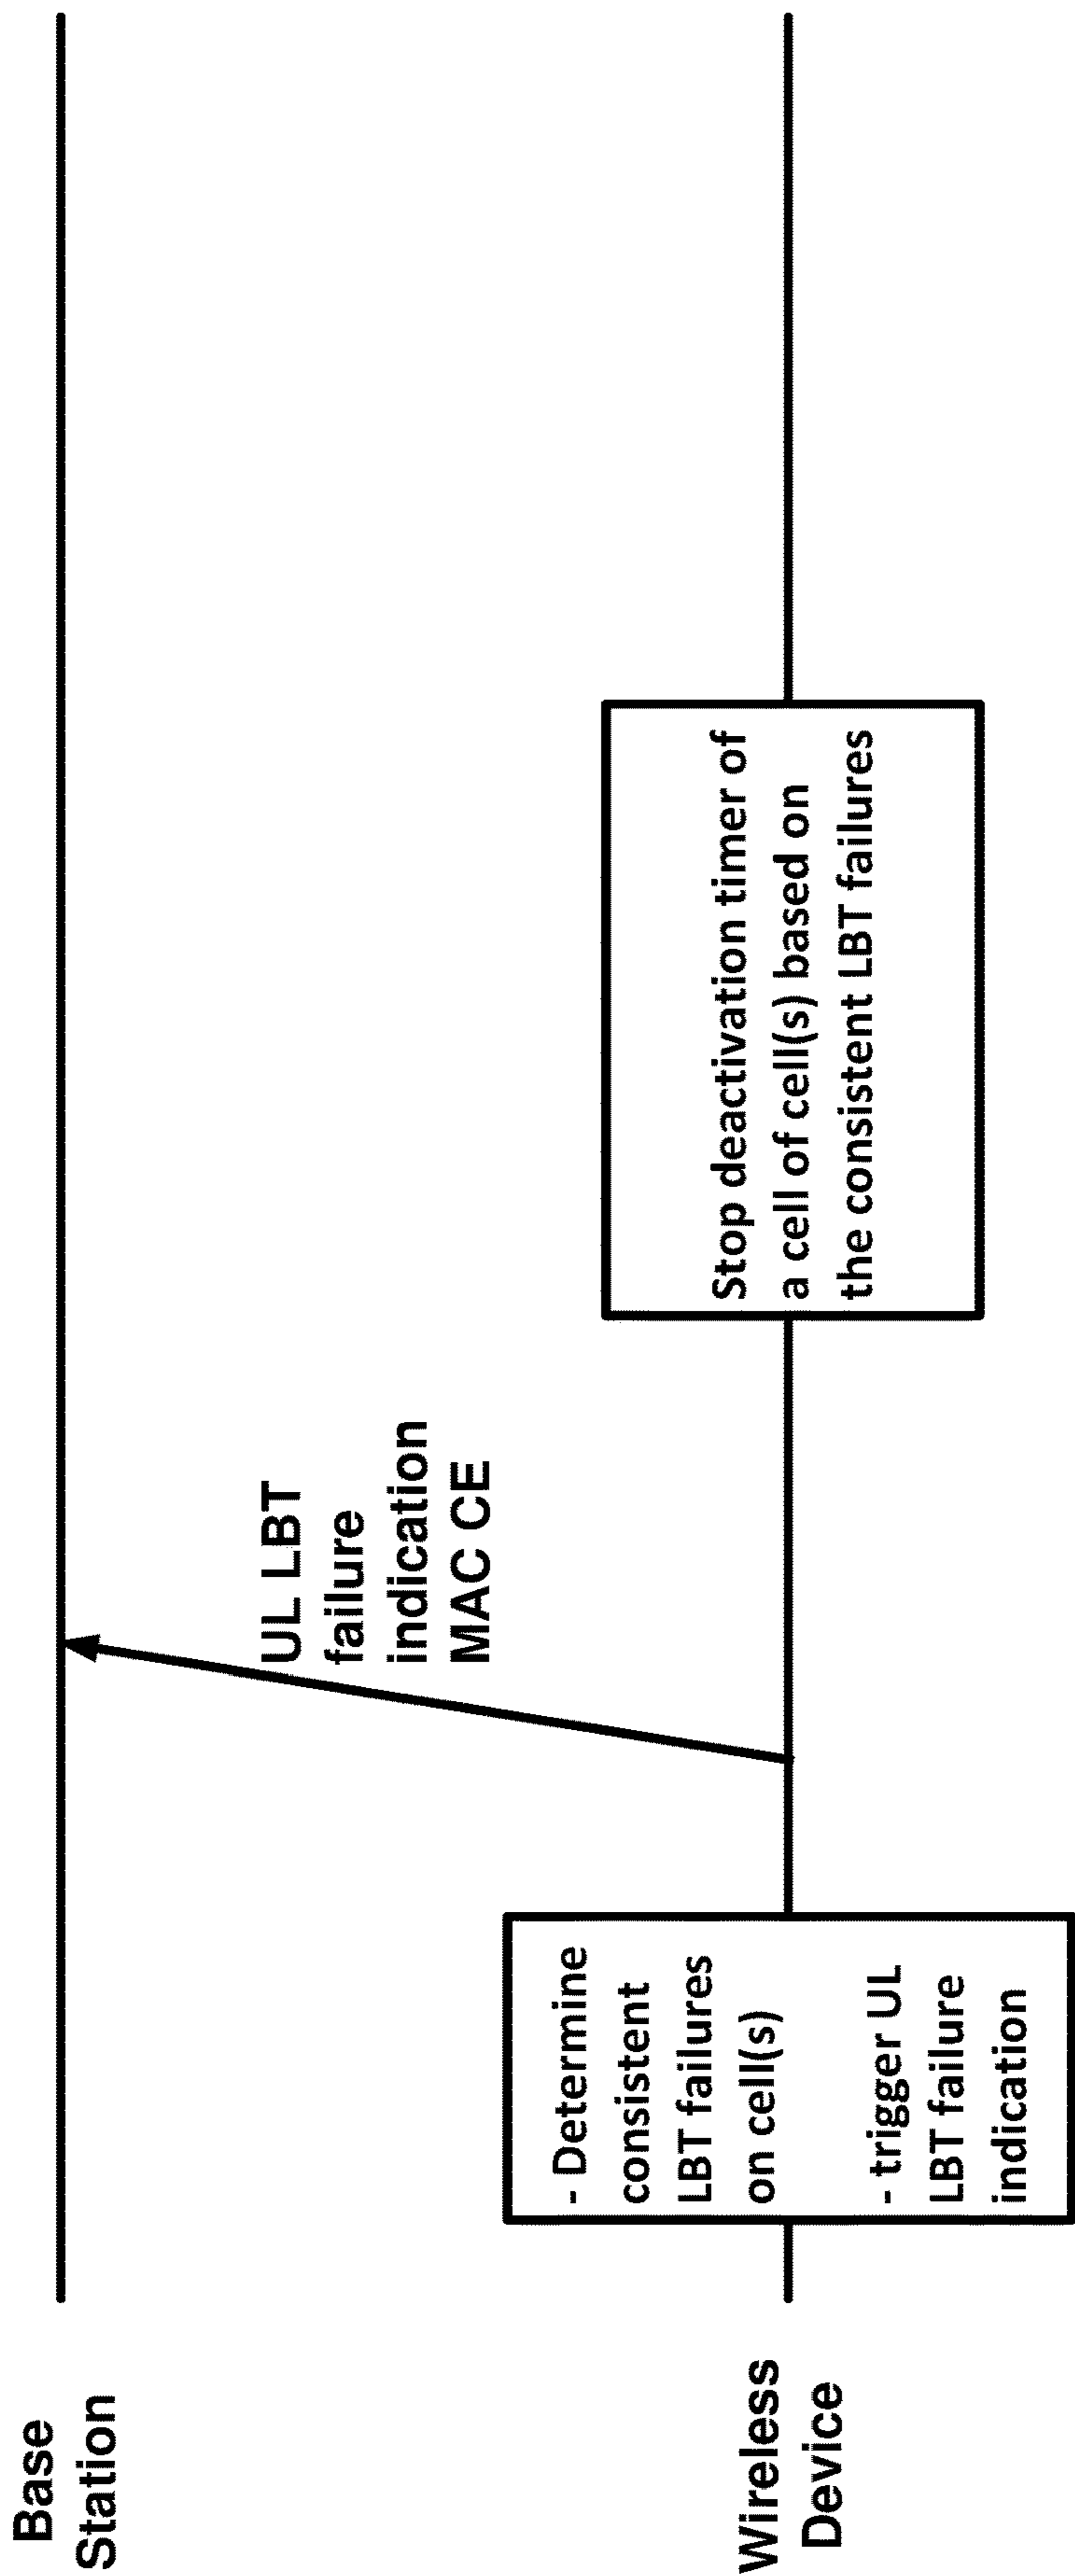 Base
Station
UL LBT
failure
indication
MAC CE
Wireless
Device
- Determine
consistent
LBT failures
on cell(s)
- trigger UL
LBT failure
indication
Stop deactivation timer of
a cell of cell(s) based on
the consistent LBT failures